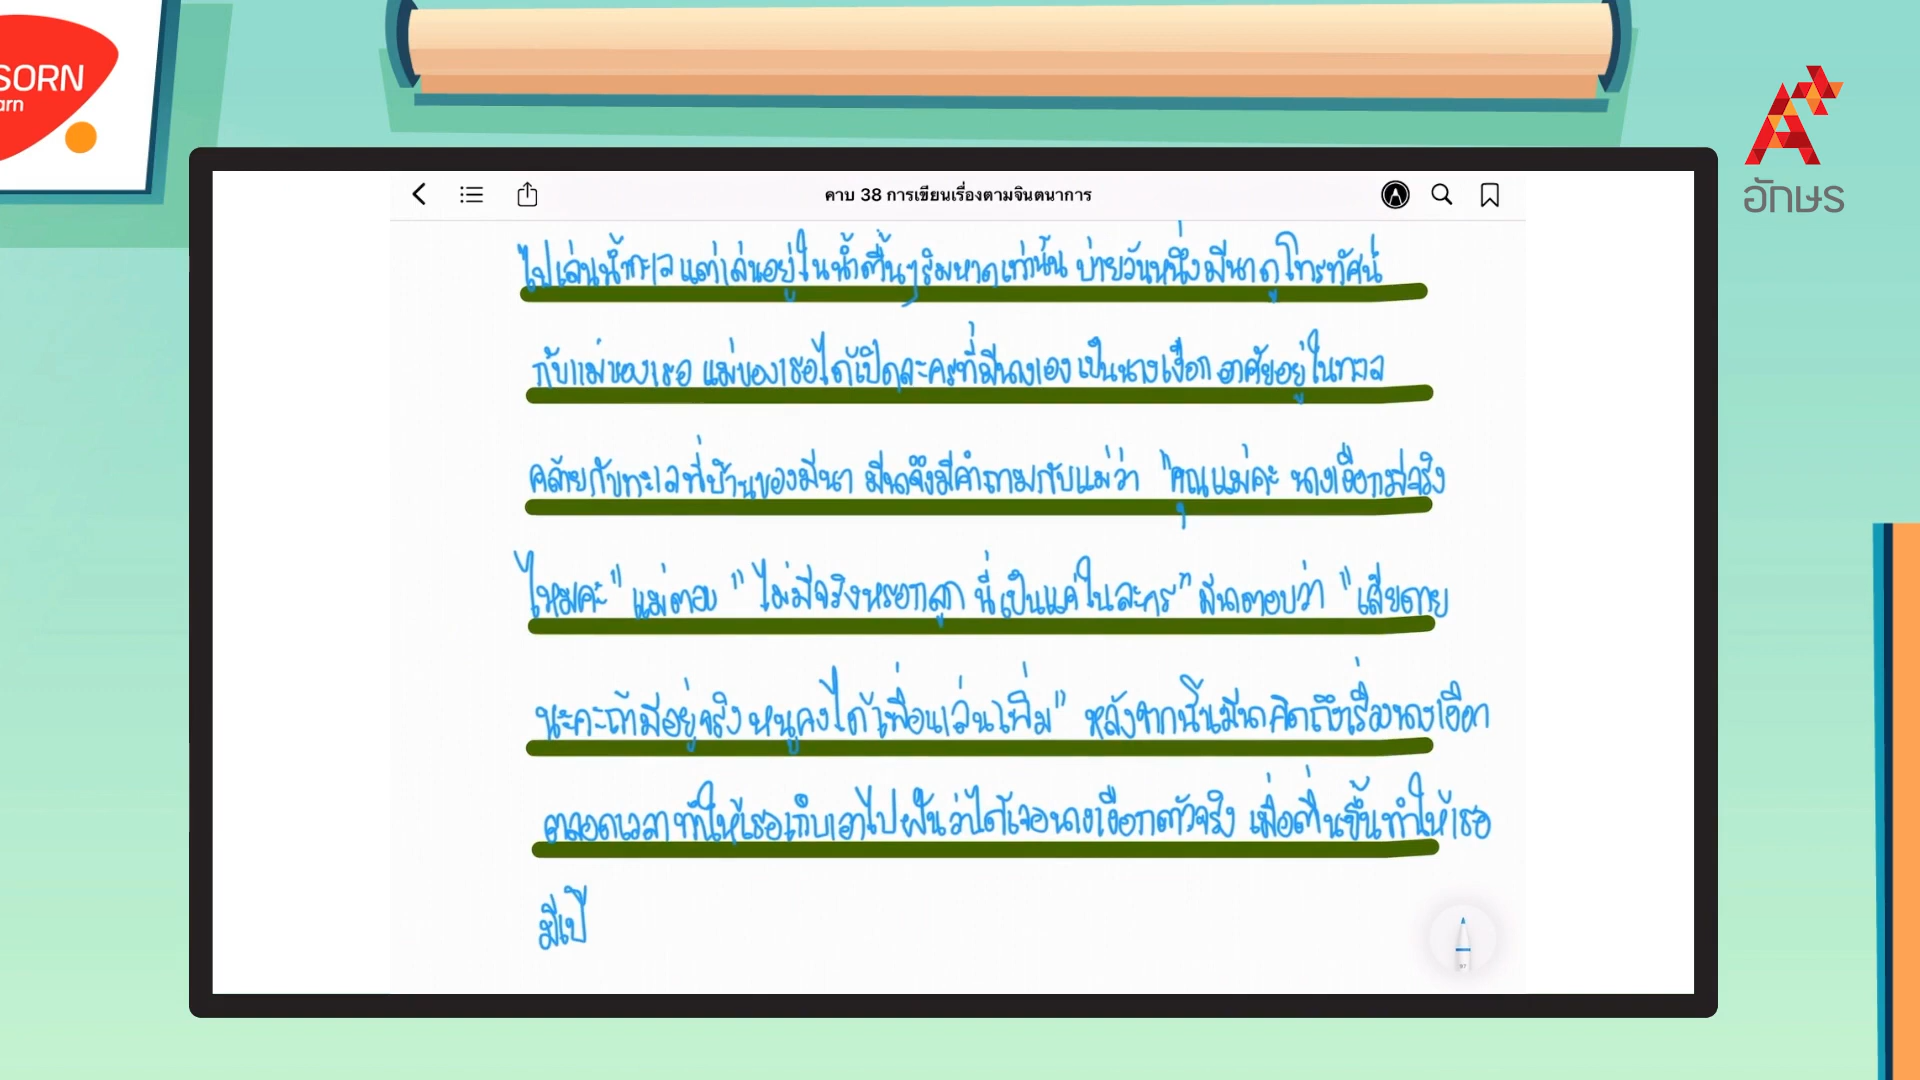 SORN
arn
อักษร
คาบ 38 การเขียนเรื่องตามจินตนาการ
ไปเล่นน้ำทะเล แต่เล่นอยู่ในน้ำตื้นๆริมหาดเท่านั้น บ่ายวันหนึ่งมีนาดูโทรทัศน์
กับแม่ของเธอ แม่ของเธอได้เปิดละครที่มีนางเอง เป็นนางเงือก อาศัยอยู่ในทะเล
คล้ายกับทะเลที่บ้านของมีนา มีนาจึงมีคำถามกับแม่ว่า "คุณแม่คะ นางเงือกมีจริง
ไหมคะ" แม่ตอบ "ไม่มีจริงหรอกลูก นี่เป็นแค่ในละคร" มีนาตอบว่า "เสียดาย
นะคะถ้ามีอยู่จริง หนูคงได้เพื่อนเล่นเพิ่ม" หลังจากนั้นมีนาคิดถึงเรื่องนางเงือก
ตลอดเวลา ทำให้เธอเก็บเอาไปฝันว่าได้เจอนางเงือกตัวจริง เมื่อตื่นขึ้นทำให้เธอ
มีเป